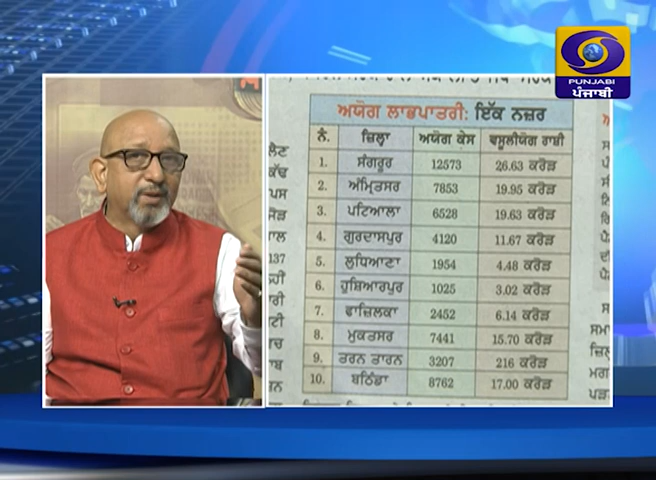 PUNJABI
ਪੰਜਾਬੀ
ਅਯੋਗ ਲਾਭਪਾਤਰੀ: ਇੱਕ ਨਜ਼ਰ
ਨੰ. ਜ਼ਿਲ੍ਹਾ ਅਯੋਗ ਕੇਸ ਵਸੂਲੀਯੋਗ ਰਾਸ਼ੀ
1. ਸੰਗਰੂਰ 12573 26.63 ਕਰੋੜ
2. ਅੰਮ੍ਰਿਤਸਰ 7853 19.95 ਕਰੋੜ
3. ਪਟਿਆਲਾ 6528 19.63 ਕਰੋੜ
4. ਗੁਰਦਾਸਪੁਰ 4120 11.67 ਕਰੋੜ
5. ਲੁਧਿਆਣਾ 1954 4.48 ਕਰੋੜ
6. ਹੁਸ਼ਿਆਰਪੁਰ 1025 3.02 ਕਰੋੜ
7. ਫਾਜ਼ਿਲਕਾ 2452 6.14 ਕਰੋੜ
8. ਮੁਕਤਸਰ 7441 15.70 ਕਰੋੜ
9. ਤਰਨ ਤਾਰਨ 3207 216 ਕਰੋੜ
10. ਬਠਿੰਡਾ 8762 17.00 ਕਰੋੜ
137